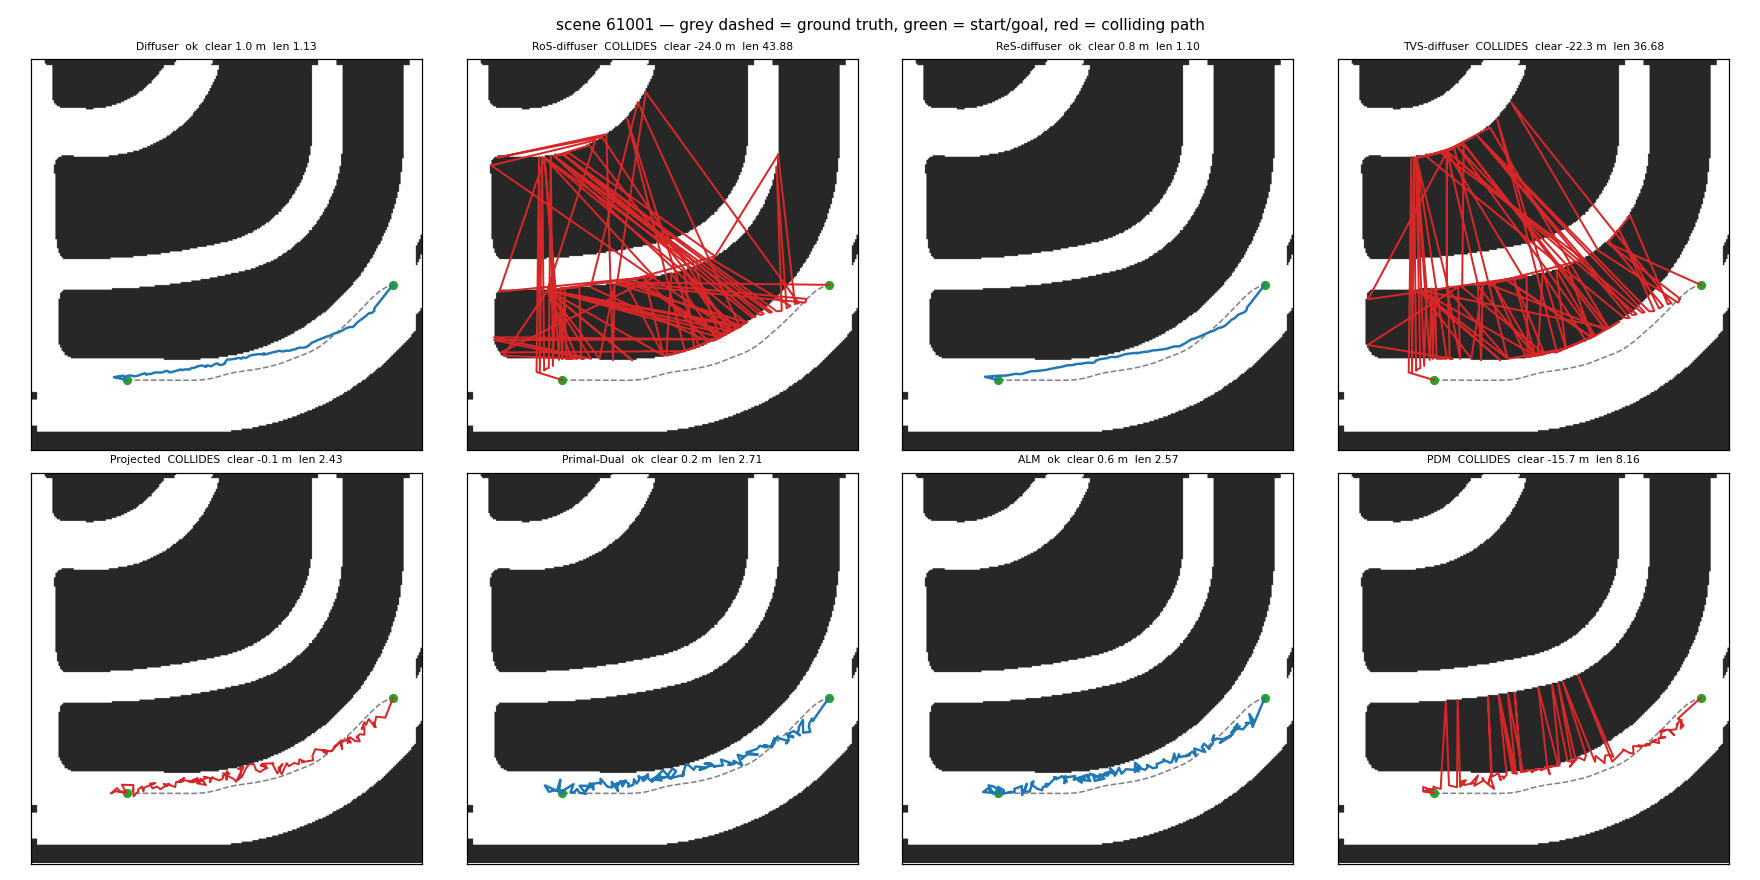 scene 61001 — grey dashed = ground truth, green = start/goal, red = colliding path
Diffuser  ok  clear 1.0 m  len 1.13
RoS-diffuser  COLLIDES  clear -24.0 m  len 43.88
ReS-diffuser  ok  clear 0.8 m  len 1.10
TVS-diffuser  COLLIDES  clear -22.3 m  len 36.68
Projected  COLLIDES  clear -0.1 m  len 2.43
Primal-Dual  ok  clear 0.2 m  len 2.71
ALM  ok  clear 0.6 m  len 2.57
PDM  COLLIDES  clear -15.7 m  len 8.16